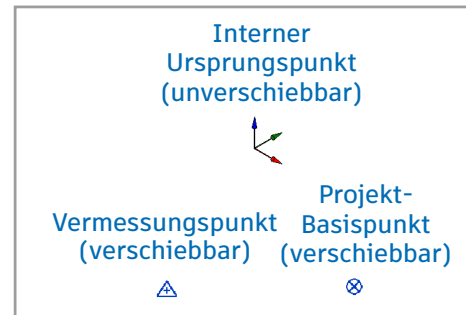 Interner
Ursprungspunkt
(unverschiebbar)
Vermessungspunkt
(verschiebbar)
Projekt-
Basispunkt
(verschiebbar)